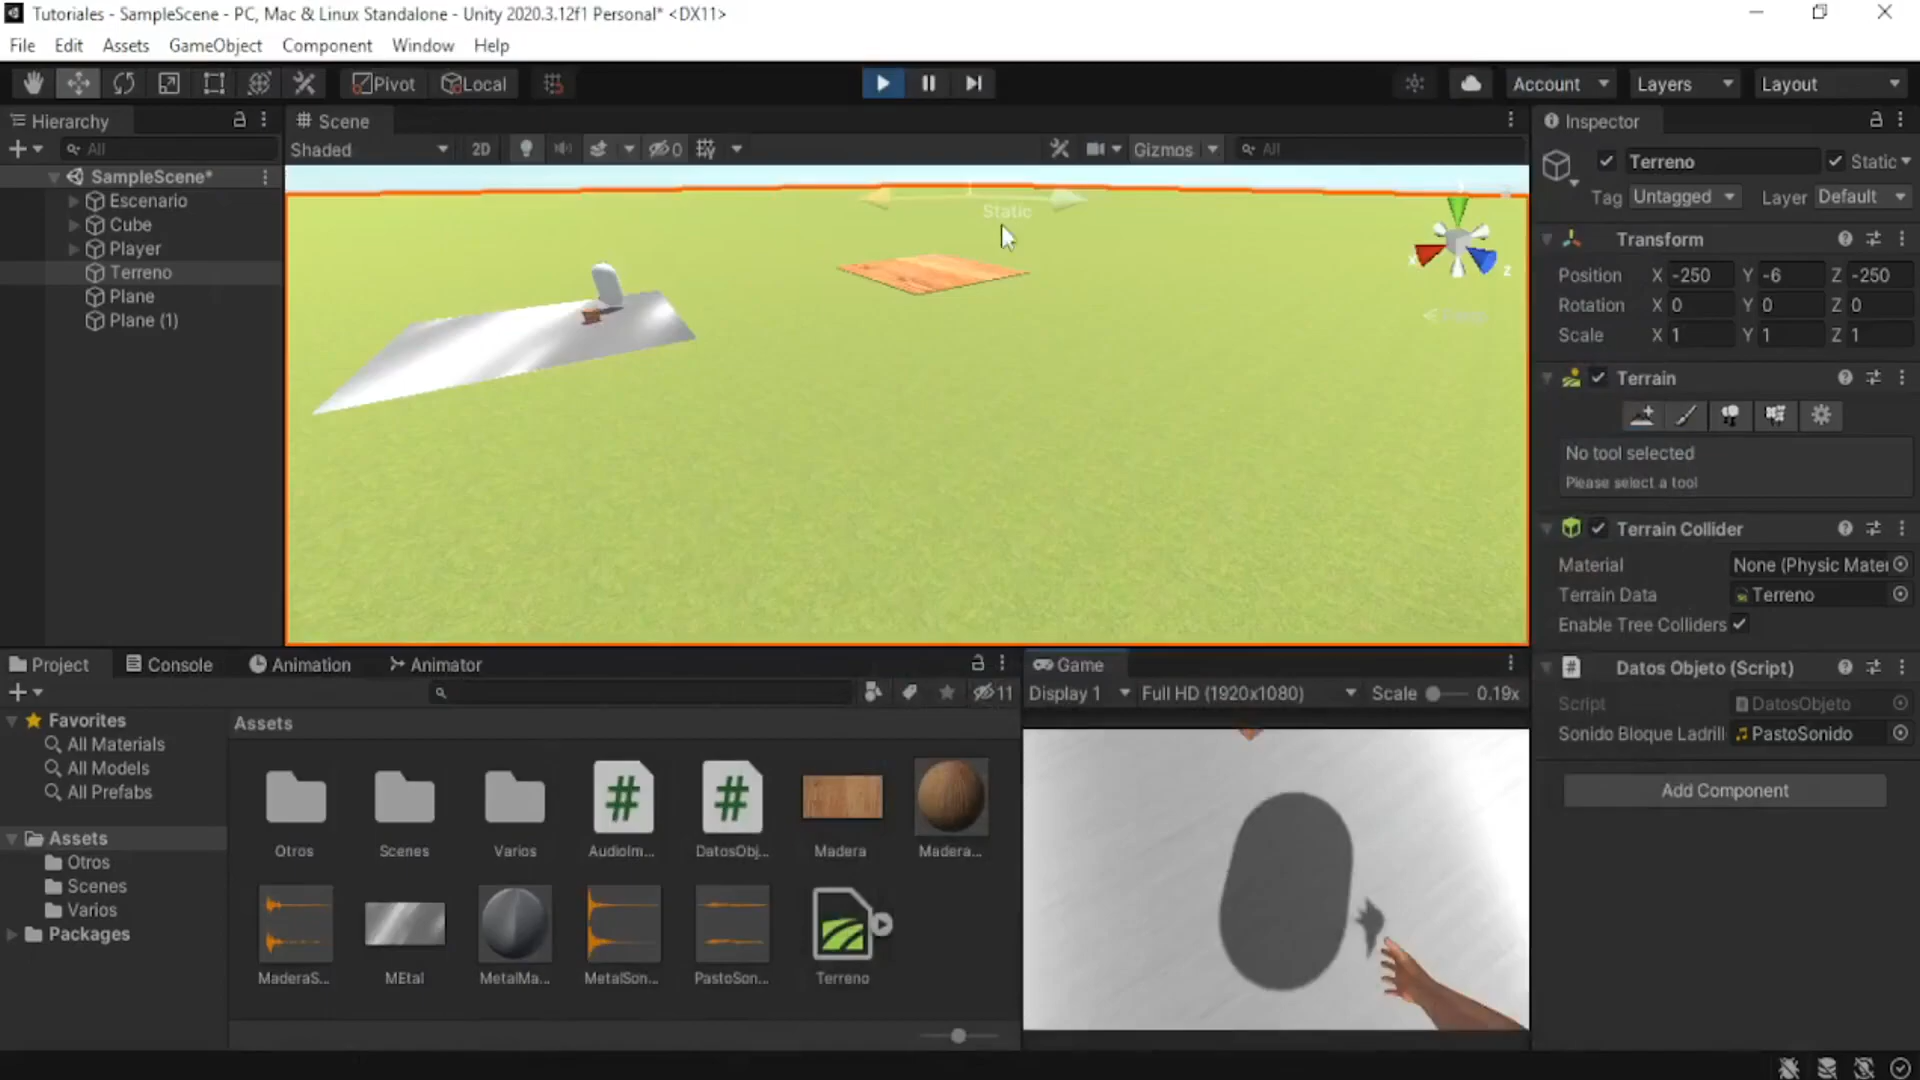 Tutoriales - SampleScene - PC, Mac & Linux Standalone - Unity 2020.3.12f1 Personal* <DX11>
File Edit Assets GameObject Component Window Help
Pivot Local Account Layers Layout
Hierarchy
All
SampleScene*
Escenario
Cube
Player
Terreno
Plane
Plane (1)
Scene
Shaded 2D 0 Gizmos All
Static
X
Z
Inspector
Terreno Static
Tag Untagged Layer Default
Transform
Position X -250 Y -6 Z -250
Rotation X 0 Y 0 Z 0
Scale X 1 Y 1 Z 1
Terrain
No tool selected
Please select a tool
Terrain Collider
Material None (Physic Mater
Terrain Data Terreno
Enable Tree Colliders
Datos Objeto (Script)
Script DatosObjeto
Sonido Bloque Ladrill PastoSonido
Add Component
Project Console Animation Animator
11
Favorites
All Materials
All Models
All Prefabs
Assets
Otros
Scenes
Varios
Packages
Assets
Otros Scenes Varios AudioIm... DatosObj... Madera Madera...
MaderaS... MEtal MetalMa... MetalSon... PastoSon... Terreno
Game
Display 1 Full HD (1920x1080) Scale 0.19x